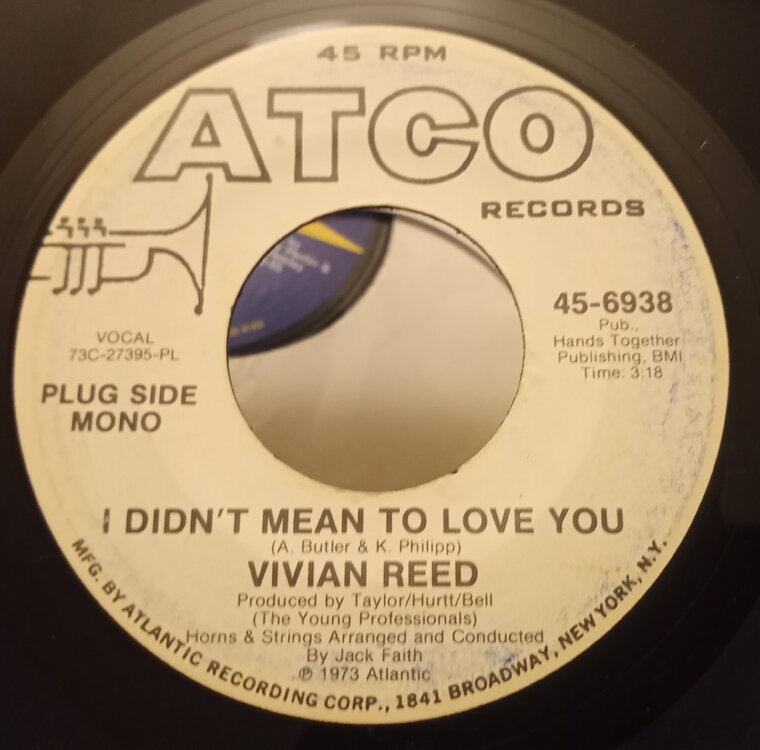 45 RPM
ATCO
RECORDS
VOCAL
73C-27395-PL
PLUG SIDE
MONO
45-6938
Pub.,
Hands Together
Publishing, BMI
Time: 3:18
I DIDN'T MEAN TO LOVE YOU
(A. Butler & K. Philipp)
VIVIAN REED
Produced by Taylor/Hurtt/Bell
(The Young Professionals)
Horns & Strings Arranged and Conducted
By Jack Faith
℗ 1973 Atlantic
MFG. BY ATLANTIC RECORDING CORP., 1841 BROADWAY, NEW YORK, N.Y.